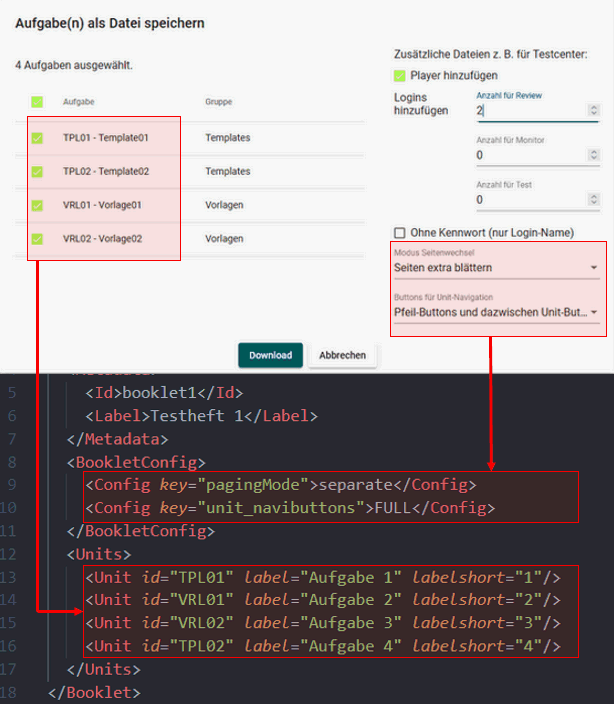 Aufgabe(n) als Datei speichern
4 Aufgaben ausgewählt.
Aufgabe Gruppe
TPL01 - Template01 Templates
TPL02 - Template02 Templates
VRL01 - Vorlage01 Vorlagen
VRL02 - Vorlage02 Vorlagen
Zusätzliche Dateien z. B. für Testcenter:
Player hinzufügen
Logins
hinzufügen
Anzahl für Review
2
Anzahl für Monitor
0
Anzahl für Test
0
Ohne Kennwort (nur Login-Name)
Modus Seitenwechsel
Seiten extra blättern
Buttons für Unit-Navigation
Pfeil-Buttons und dazwischen Unit-But...
Download Abbrechen
5 <Id>booklet1</Id>
6 <Label>Testheft 1</Label>
7 </Metadata>
8 <BookletConfig>
9 <Config key="pagingMode">separate</Config>
10 <Config key="unit_navibuttons">FULL</Config>
11 </BookletConfig>
12 <Units>
13 <Unit id="TPL01" label="Aufgabe 1" labelshort="1"/>
14 <Unit id="VRL01" label="Aufgabe 2" labelshort="2"/>
15 <Unit id="VRL02" label="Aufgabe 3" labelshort="3"/>
16 <Unit id="TPL02" label="Aufgabe 4" labelshort="4"/>
17 </Units>
18 </Booklet>